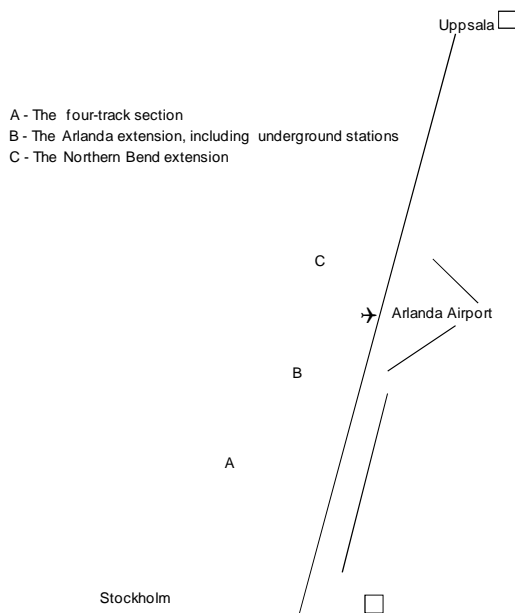 Uppsala
A - The four-track section
B - The Arlanda extension, including underground stations
C - The Northern Bend extension
C
Arlanda Airport
B
A
Stockholm